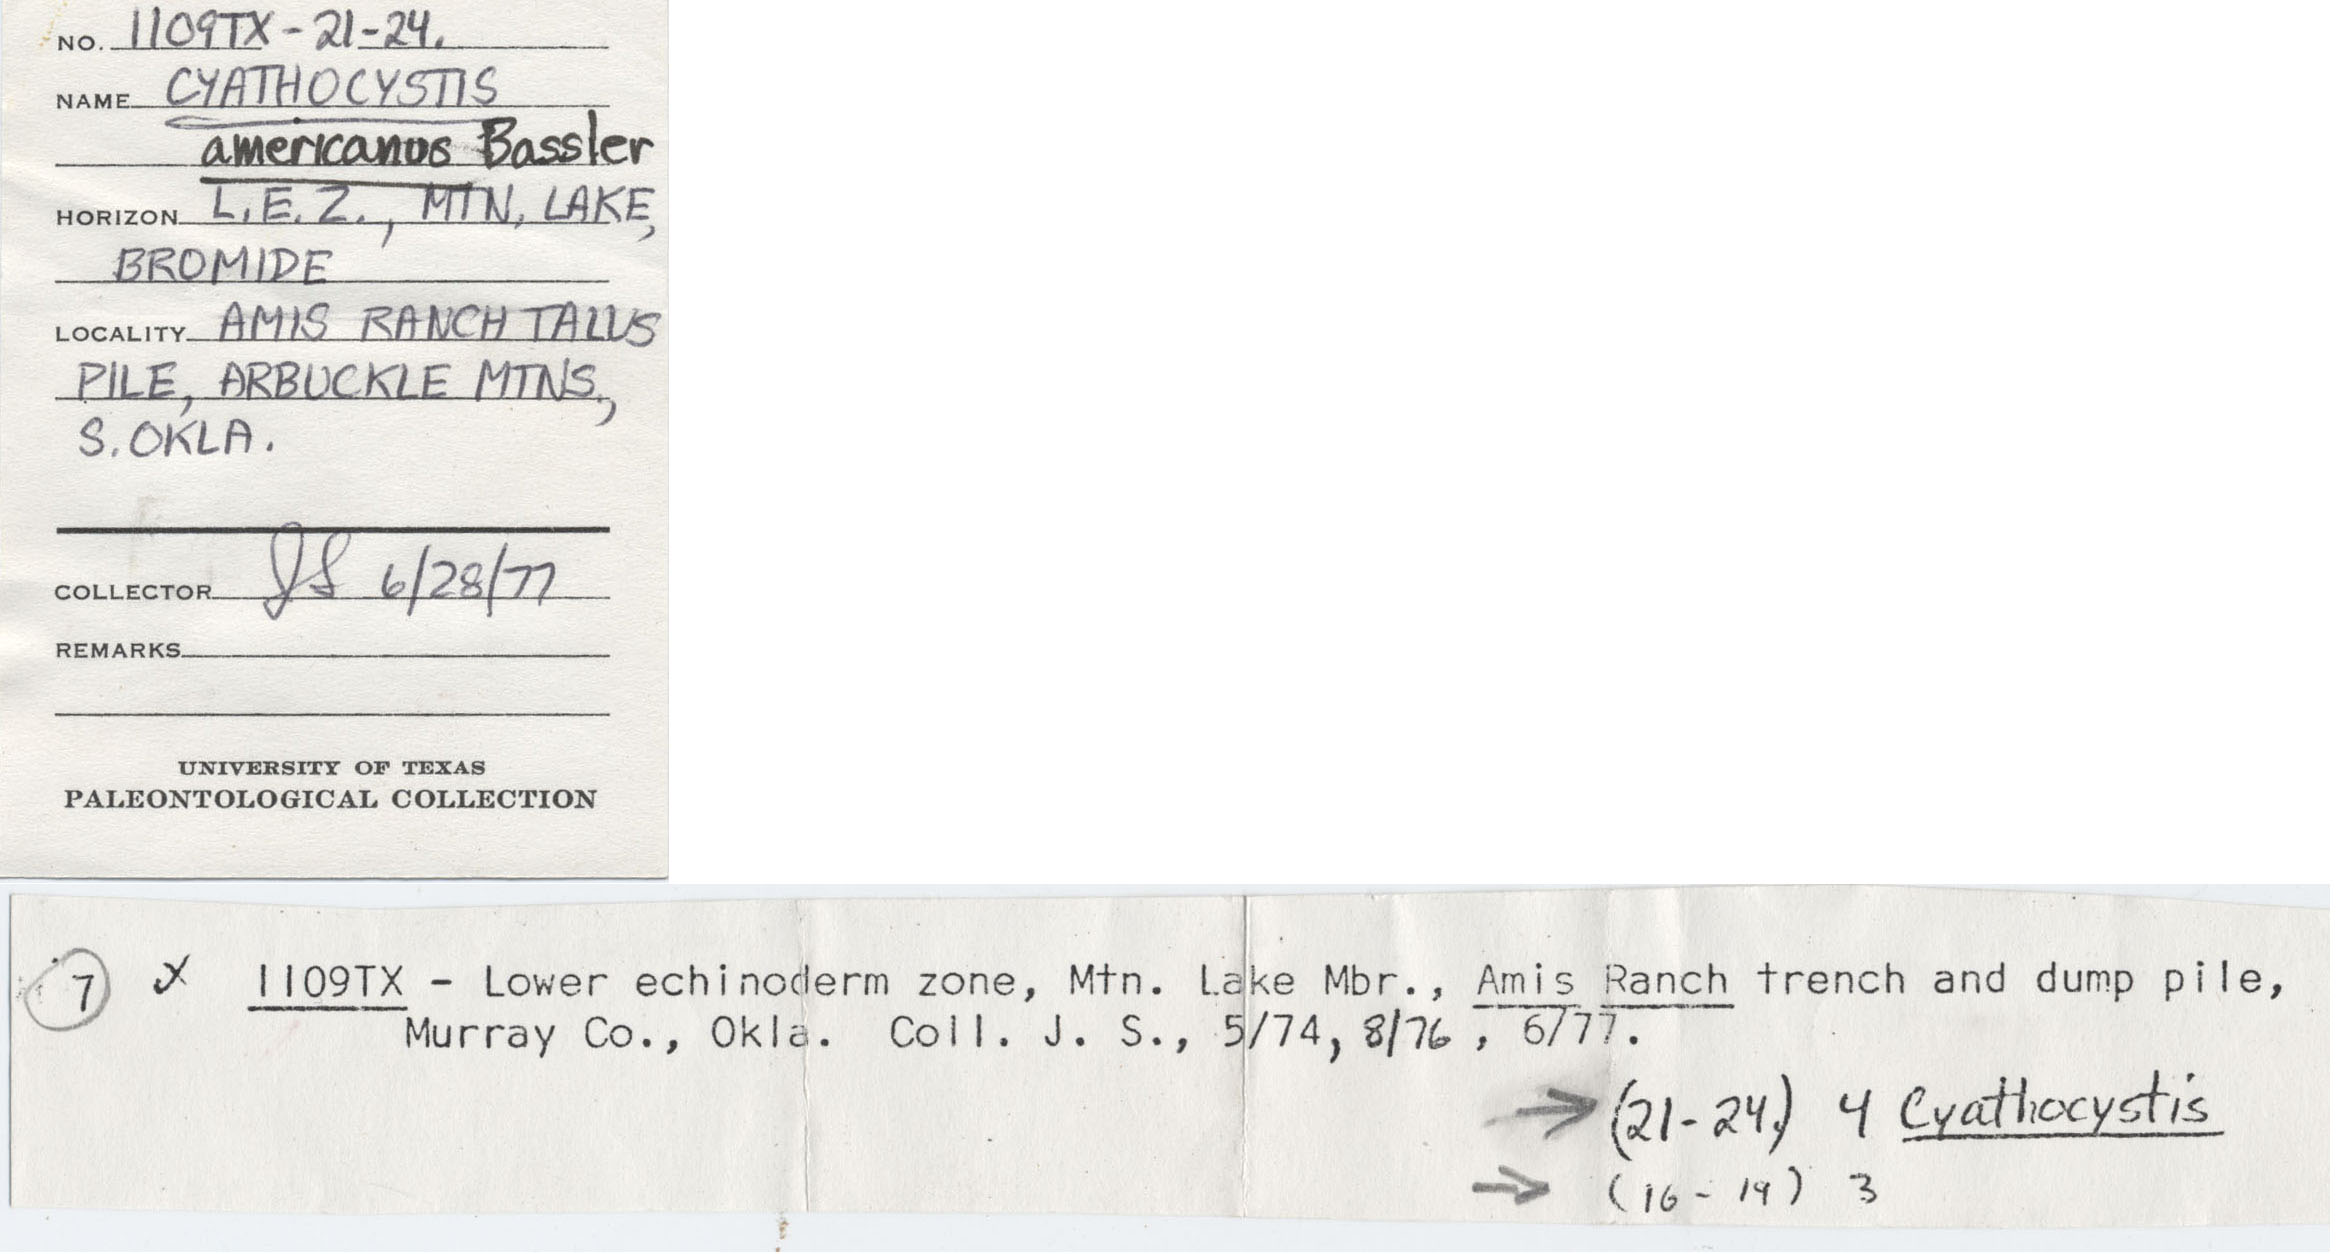 NO. 1109TX-21-24.
NAME CYATHOCYSTIS
americanus Bassler
HORIZON L.E.Z., MTN. LAKE,
BROMIDE
LOCALITY AMIS RANCH TALUS
PILE, ARBUCKLE MTNS.,
S. OKLA.
COLLECTOR JS 6/28/77
REMARKS
UNIVERSITY OF TEXAS
PALEONTOLOGICAL COLLECTION
7 x 1109TX - Lower echinoderm zone, Mtn. Lake Mbr., Amis Ranch trench and dump pile,
Murray Co., Okla. Coll. J. S., 5/74, 8/76, 6/77.
→ (21-24) 4 Cyathocystis
→ (16-19) 3